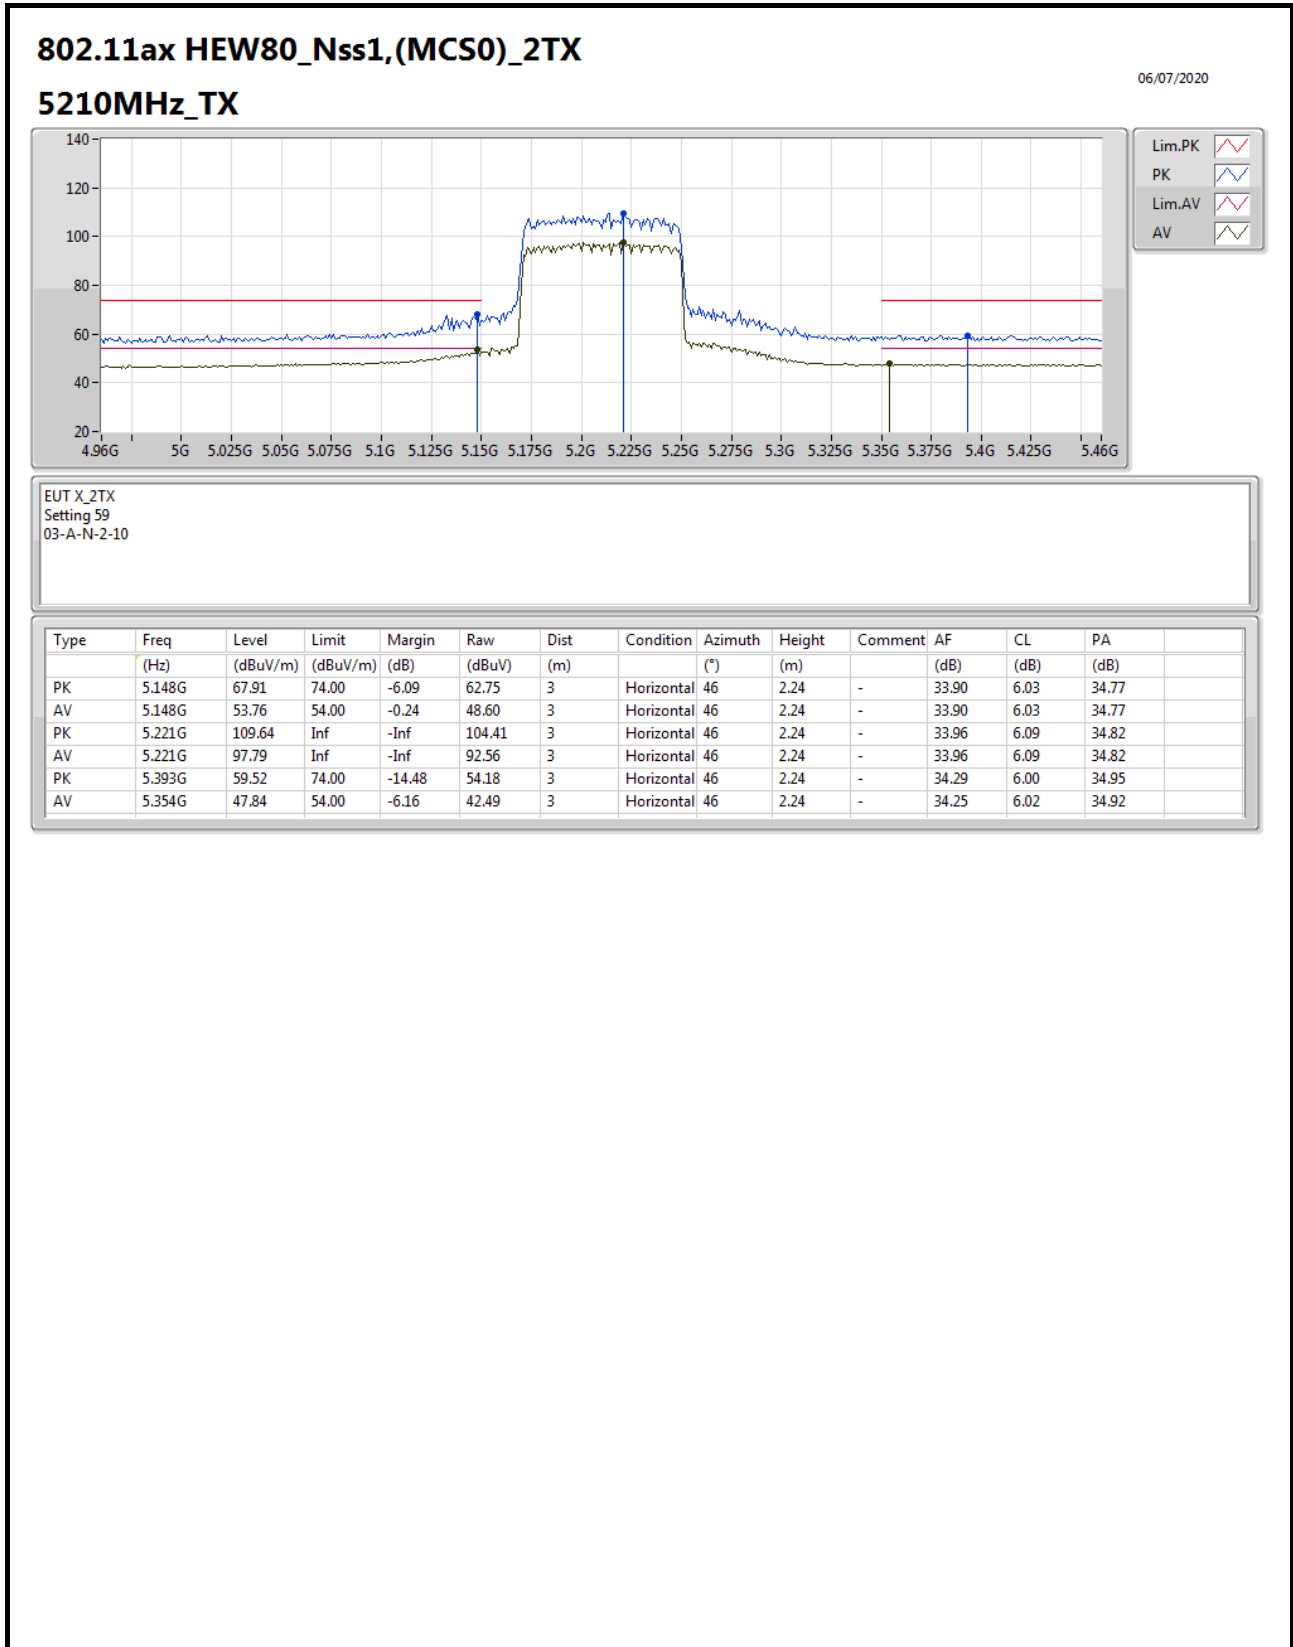 802.11ax HEW80_Nss1,(MCS0)_2TX
06/07/2020
5210MHz_TX
140
120
100
80
60
40
20
4.96G 5G 5.025G 5.05G 5.075G 5.1G 5.125G 5.15G 5.175G 5.2G 5.225G 5.25G 5.275G 5.3G 5.325G 5.35G 5.375G 5.4G 5.425G 5.46G
Lim.PK
PK
Lim.AV
AV
EUT X_2TX
Setting 59
03-A-N-2-10
Type Freq Level Limit Margin Raw Dist Condition Azimuth Height Comment AF CL PA
(Hz) (dBuV/m) (dBuV/m) (dB) (dBuV) (m) (°) (m) (dB) (dB) (dB)
PK 5.148G 67.91 74.00 -6.09 62.75 3 Horizontal 46 2.24 - 33.90 6.03 34.77
AV 5.148G 53.76 54.00 -0.24 48.60 3 Horizontal 46 2.24 - 33.90 6.03 34.77
PK 5.221G 109.64 Inf -Inf 104.41 3 Horizontal 46 2.24 - 33.96 6.09 34.82
AV 5.221G 97.79 Inf -Inf 92.56 3 Horizontal 46 2.24 - 33.96 6.09 34.82
PK 5.393G 59.52 74.00 -14.48 54.18 3 Horizontal 46 2.24 - 34.29 6.00 34.95
AV 5.354G 47.84 54.00 -6.16 42.49 3 Horizontal 46 2.24 - 34.25 6.02 34.92